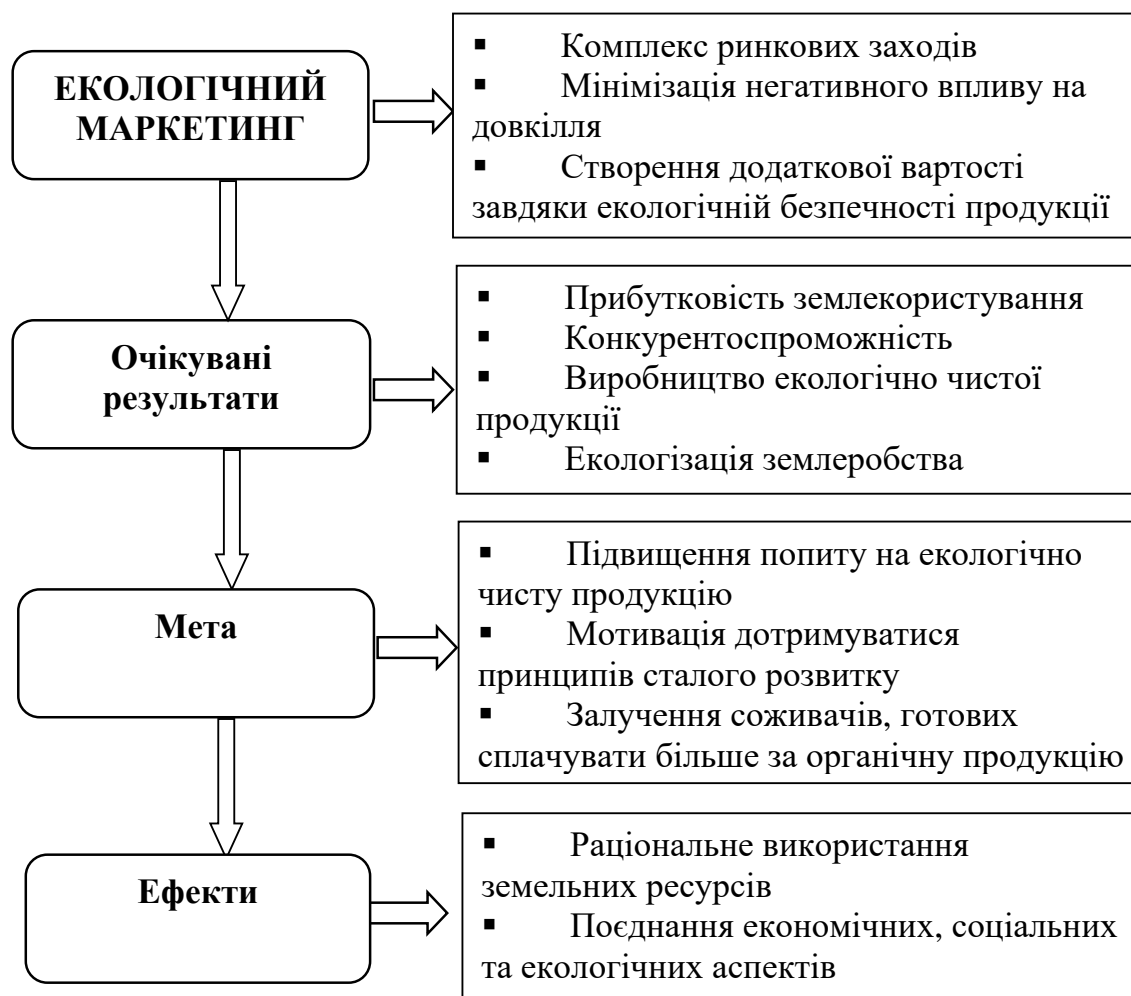 ЕКОЛОГІЧНИЙ
МАРКЕТИНГ
▪ Комплекс ринкових заходів
▪ Мінімізація негативного впливу на
довкілля
▪ Створення додаткової вартості
завдяки екологічній безпечності продукції
Очікувані
результати
▪ Прибутковість землекористування
▪ Конкурентоспроможність
▪ Виробництво екологічно чистої
продукції
▪ Екологізація землеробства
Мета
▪ Підвищення попиту на екологічно
чисту продукцію
▪ Мотивація дотримуватися
принципів сталого розвитку
▪ Залучення соживачів, готових
сплачувати більше за органічну продукцію
Ефекти
▪ Раціональне використання
земельних ресурсів
▪ Поєднання економічних, соціальних
та екологічних аспектів